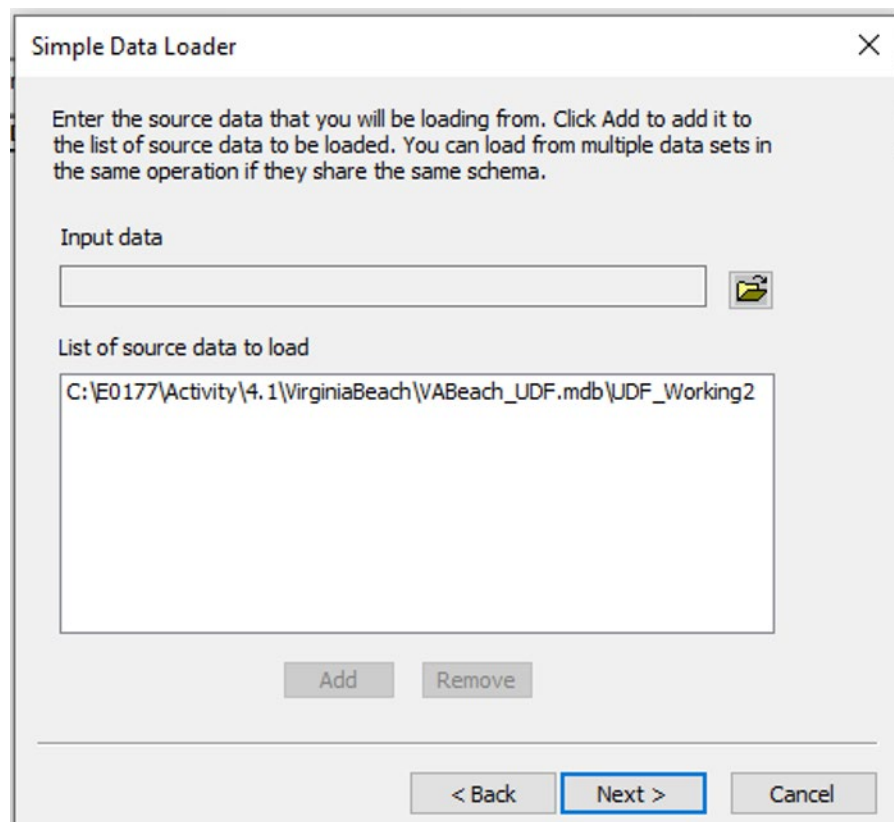 Simple Data Loader
Enter the source data that you will be loading from. Click Add to add it to
the list of source data to be loaded. You can load from multiple data sets in
the same operation if they share the same schema.
Input data
List of source data to load
C:\E0177\Activity\4.1\VirginiaBeach\VABeach_UDF.mdb\UDF_Working2
Add Remove
< Back Next > Cancel